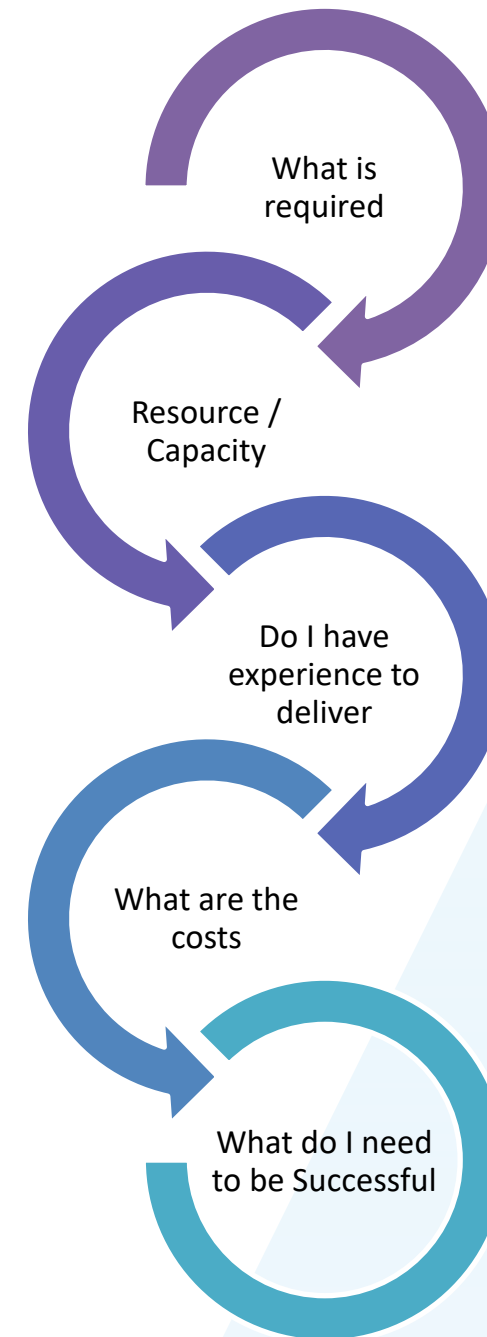 What is
required
Resource /
Capacity
Do I have
experience to
deliver
What are the
costs
What do I need
to be Successful